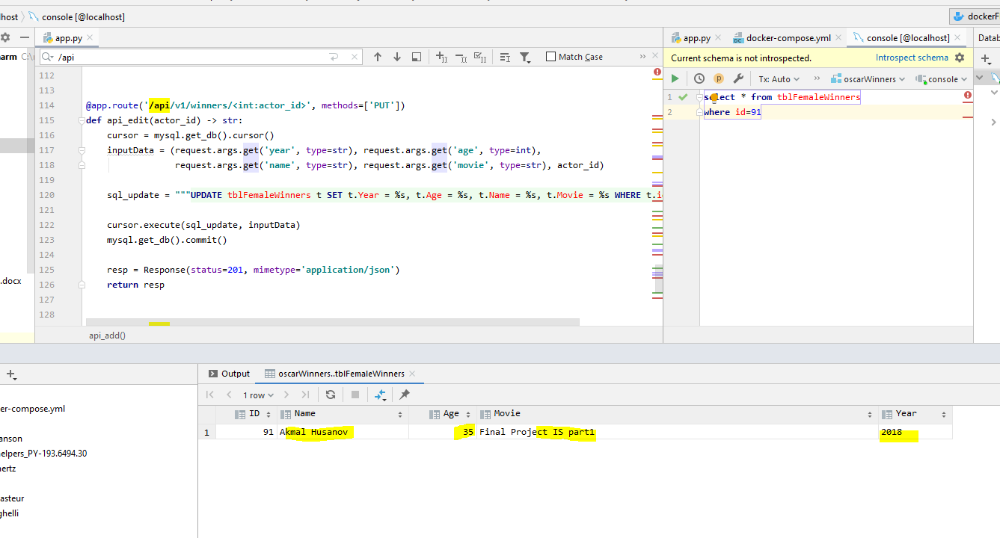 lhost console [@localhost] dockerF
app.py app.py docker-compose.yml console [@localhost] Datab
arm C:\ /api Match Case Current schema is not introspected. Introspect schema
Tx: Auto oscarWinners console
112
113
114 @app.route('/api/v1/winners/<int:actor_id>', methods=['PUT'])
115 def api_edit(actor_id) -> str:
116 cursor = mysql.get_db().cursor()
117 inputData = (request.args.get('year', type=str), request.args.get('age', type=int),
118 request.args.get('name', type=str), request.args.get('movie', type=str), actor_id)
119
120 sql_update = """UPDATE tblFemaleWinners t SET t.Year = %s, t.Age = %s, t.Name = %s, t.Movie = %s WHERE t.i
121
122 cursor.execute(sql_update, inputData)
123 mysql.get_db().commit()
124
125 resp = Response(status=201, mimetype='application/json')
126 return resp
127
128
1 select * from tblFemaleWinners
2 where id=91
.docx
api_add()
Output oscarWinners..tblFemaleWinners
1 row
ID Name Age Movie Year
1 91 Akmal Husanov 35 Final Project IS part1 2018
er-compose.yml
anson
elpers_PY-193.6494.30
ertz
asteur
ghelli